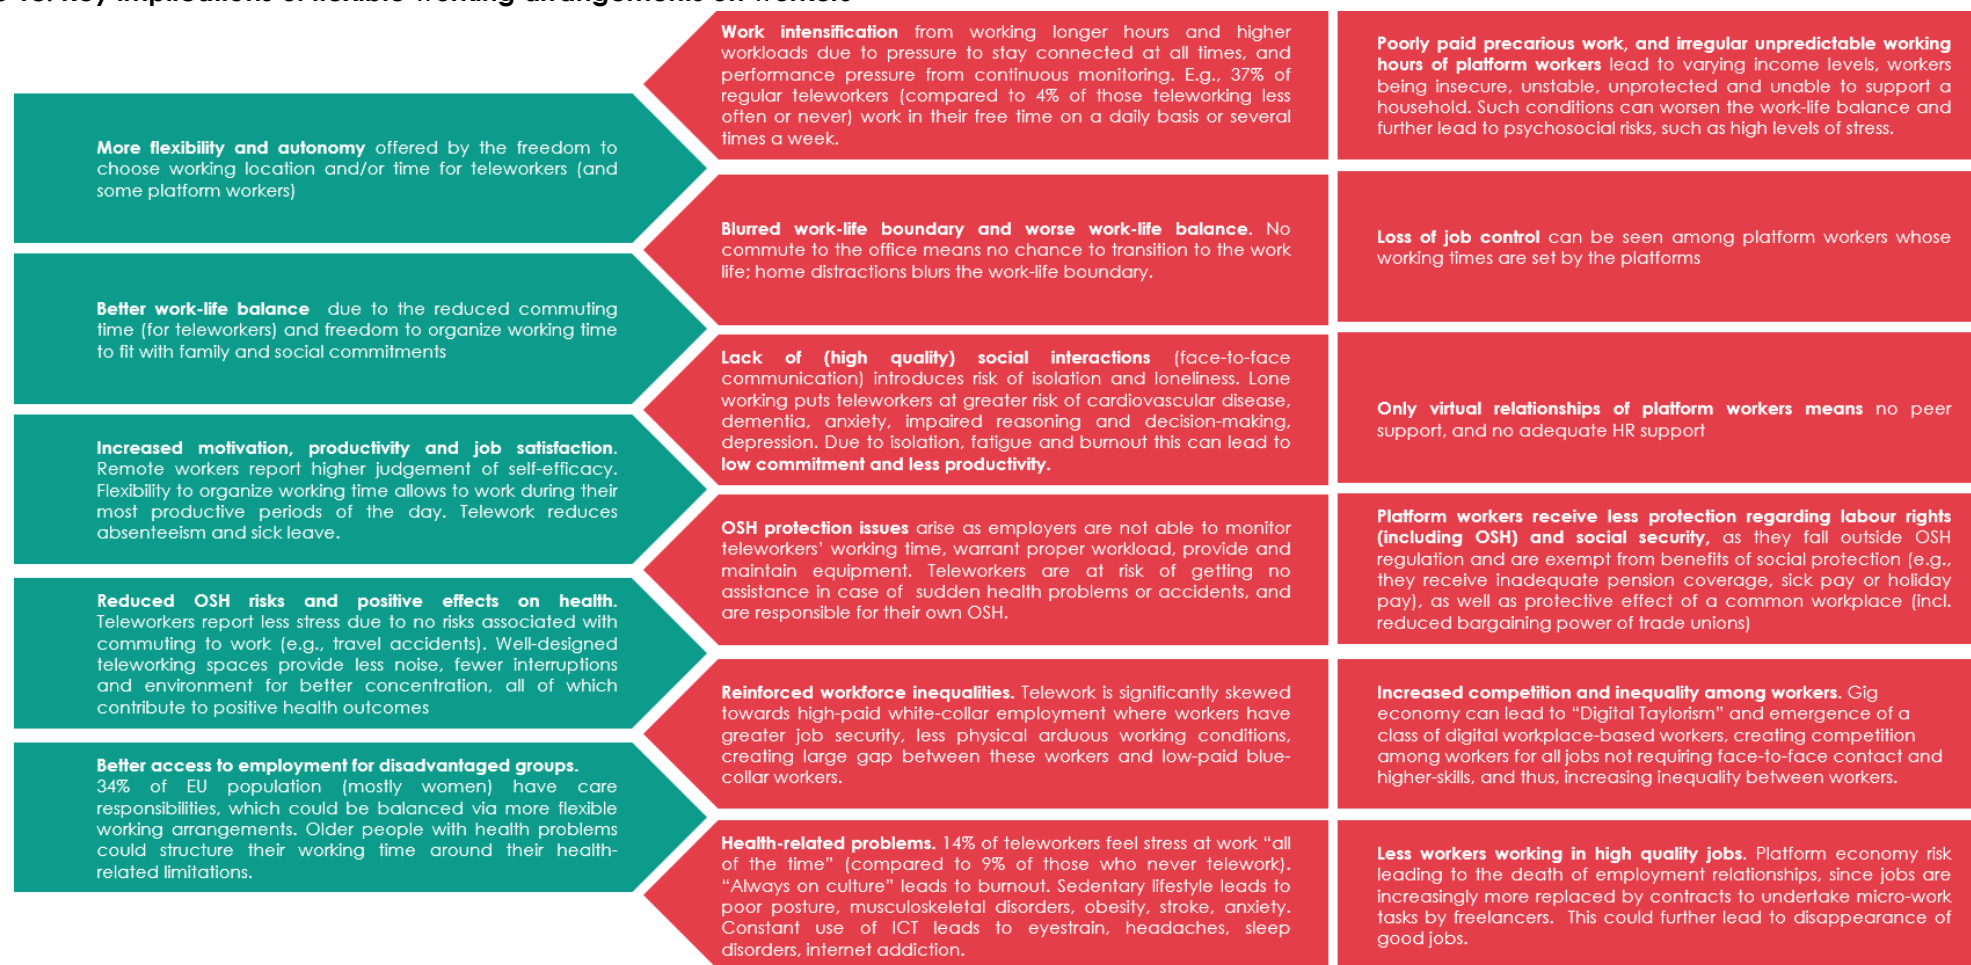 Key implications of flexible working arrangements on workers
More flexibility and autonomy offered by the freedom to
choose working location and/or time for teleworkers (and
some platform workers)
Better work-life balance due to the reduced commuting
time (for teleworkers) and freedom to organize working time
to fit with family and social commitments
Increased motivation, productivity and job satisfaction.
Remote workers report higher judgement of self-efficacy.
Flexibility to organize working time allows to work during their
most productive periods of the day. Telework reduces
absenteeism and sick leave.
Reduced OSH risks and positive effects on health.
Teleworkers report less stress due to no risks associated with
commuting to work (e.g., travel accidents). Well-designed
teleworking spaces provide less noise, fewer interruptions
and environment for better concentration, all of which
contribute to positive health outcomes
Better access to employment for disadvantaged groups.
34% of EU population (mostly women) have care
responsibilities, which could be balanced via more flexible
working arrangements. Older people with health problems
could structure their working time around their health-
related limitations.
Work intensification from working longer hours and higher
workloads due to pressure to stay connected at all times, and
performance pressure from continuous monitoring. E.g., 37% of
regular teleworkers (compared to 4% of those teleworking less
often or never) work in their free time on a daily basis or several
times a week.
Blurred work-life boundary and worse work-life balance. No
commute to the office means no chance to transition to the work
life; home distractions blurs the work-life boundary.
Lack of (high quality) social interactions (face-to-face
communication) introduces risk of isolation and loneliness. Lone
working puts teleworkers at greater risk of cardiovascular disease,
dementia, anxiety, impaired reasoning and decision-making,
depression. Due to isolation, fatigue and burnout this can lead to
low commitment and less productivity.
OSH protection issues arise as employers are not able to monitor
teleworkers' working time, warrant proper workload, provide and
maintain equipment. Teleworkers are at risk of getting no
assistance in case of sudden health problems or accidents, and
are responsible for their own OSH.
Reinforced workforce inequalities. Telework is significantly skewed
towards high-paid white-collar employment where workers have
greater job security, less physical arduous working conditions,
creating large gap between these workers and low-paid blue-
collar workers.
Health-related problems. 14% of teleworkers feel stress at work "all
of the time" (compared to 9% of those who never telework).
"Always on culture" leads to burnout. Sedentary lifestyle leads to
poor posture, musculoskeletal disorders, obesity, stroke, anxiety.
Constant use of ICT leads to eyestrain, headaches, sleep
disorders, internet addiction.
Poorly paid precarious work, and irregular unpredictable working
hours of platform workers lead to varying income levels, workers
being insecure, unstable, unprotected and unable to support a
household. Such conditions can worsen the work-life balance and
further lead to psychosocial risks, such as high levels of stress.
Loss of job control can be seen among platform workers whose
working times are set by the platforms
Only virtual relationships of platform workers means no peer
support, and no adequate HR support
Platform workers receive less protection regarding labour rights
(including OSH) and social security, as they fall outside OSH
regulation and are exempt from benefits of social protection (e.g.,
they receive inadequate pension coverage, sick pay or holiday
pay), as well as protective effect of a common workplace (incl.
reduced bargaining power of trade unions)
Increased competition and inequality among workers. Gig
economy can lead to "Digital Taylorism" and emergence of a
class of digital workplace-based workers, creating competition
among workers for all jobs not requiring face-to-face contact and
higher-skills, and thus, increasing inequality between workers.
Less workers working in high quality jobs. Platform economy risk
leading to the death of employment relationships, since jobs are
increasingly more replaced by contracts to undertake micro-work
tasks by freelancers. This could further lead to disappearance of
good jobs.